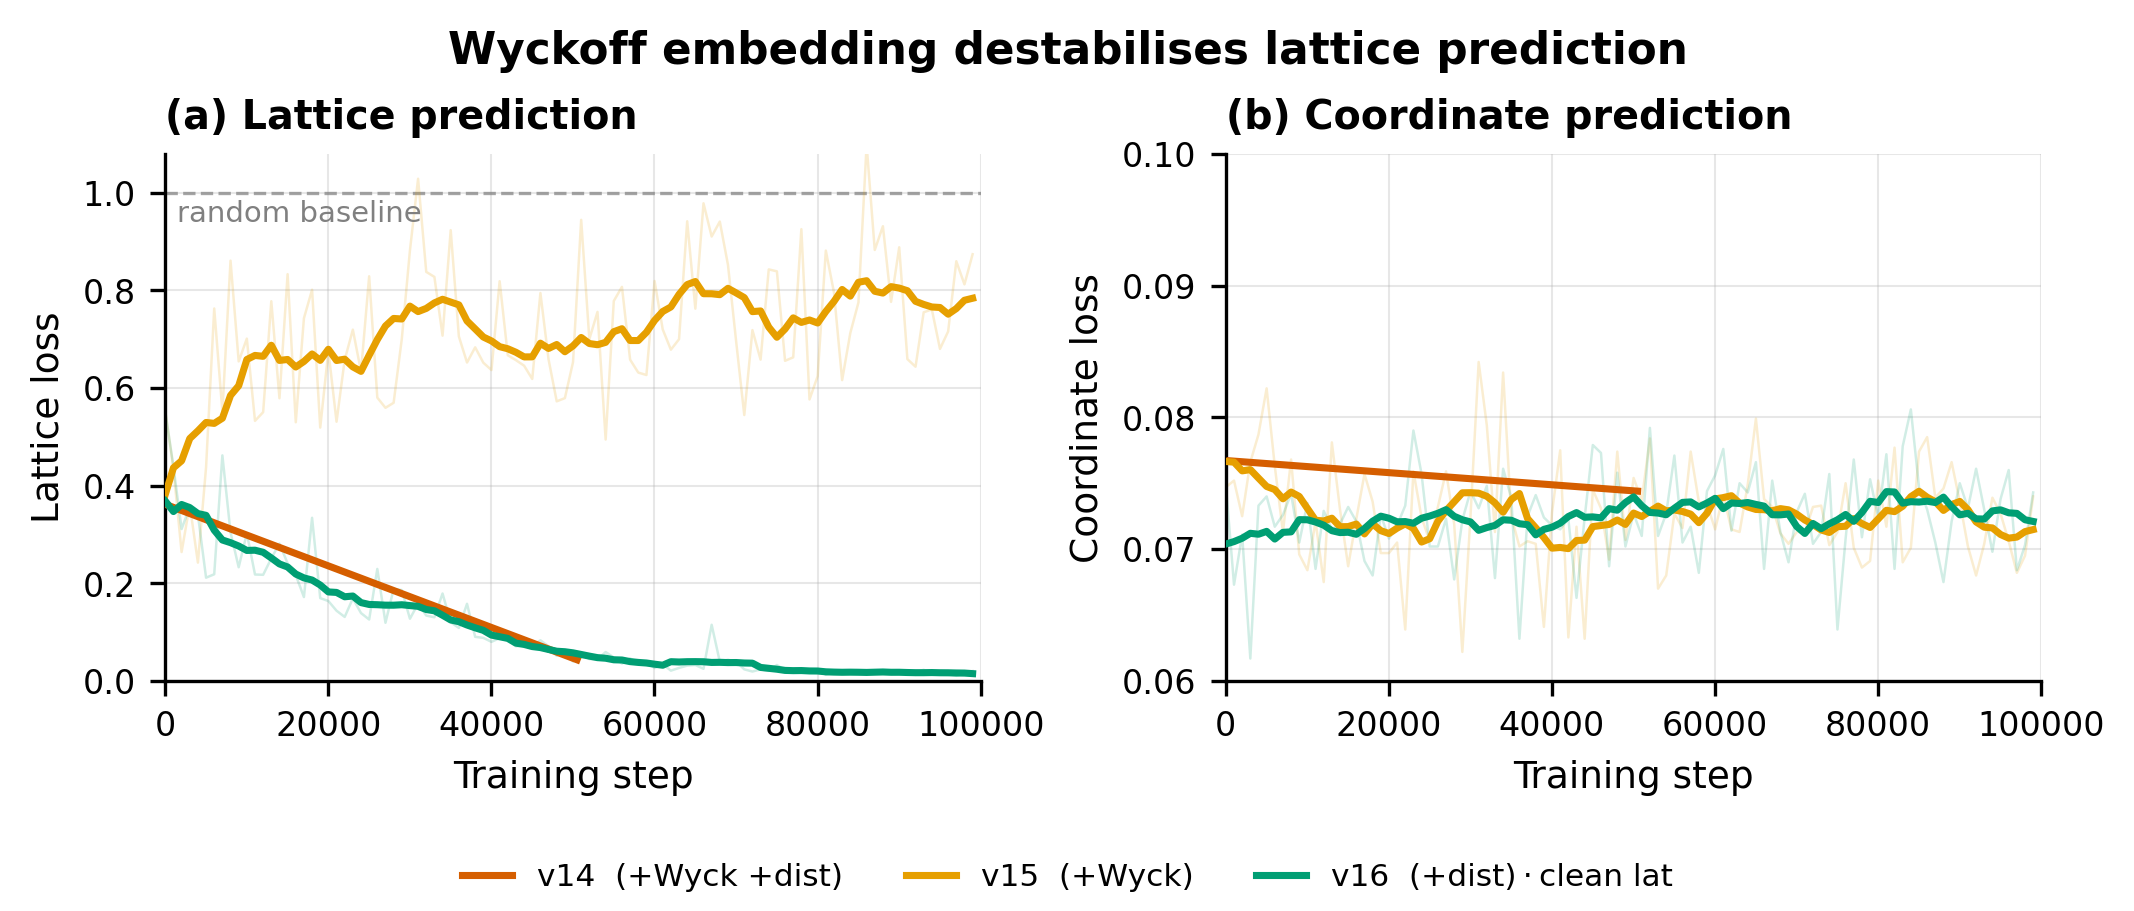 Wyckoff embedding destabilises lattice prediction
(a) Lattice prediction
Lattice loss
1.0
0.8
0.6
0.4
0.2
0.0
random baseline
0 20000 40000 60000 80000 100000
Training step
(b) Coordinate prediction
Coordinate loss
0.10
0.09
0.08
0.07
0.06
0 20000 40000 60000 80000 100000
Training step
v14 (+Wyck +dist) v15 (+Wyck) v16 (+dist) · clean lat